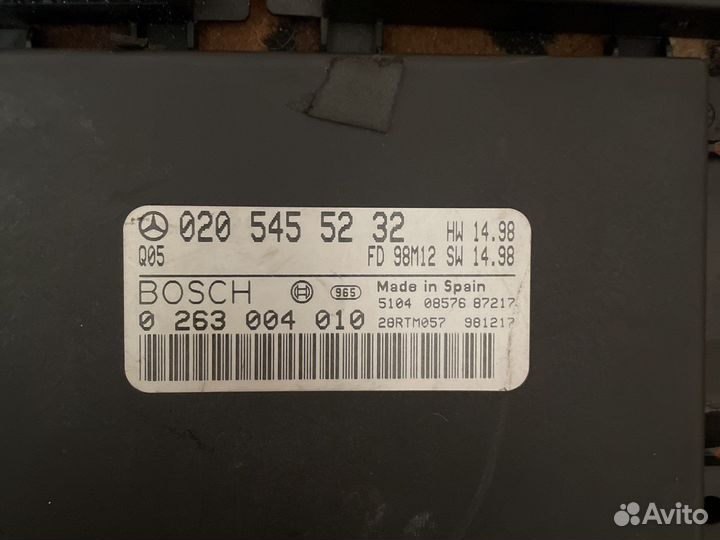 020 545 52 32 HW 14.98
Q05 FD 98M12 SW 14.98
BOSCH 965 Made in Spain
5104 08576 87217
0 263 004 010 28RTM057 981217
Avito